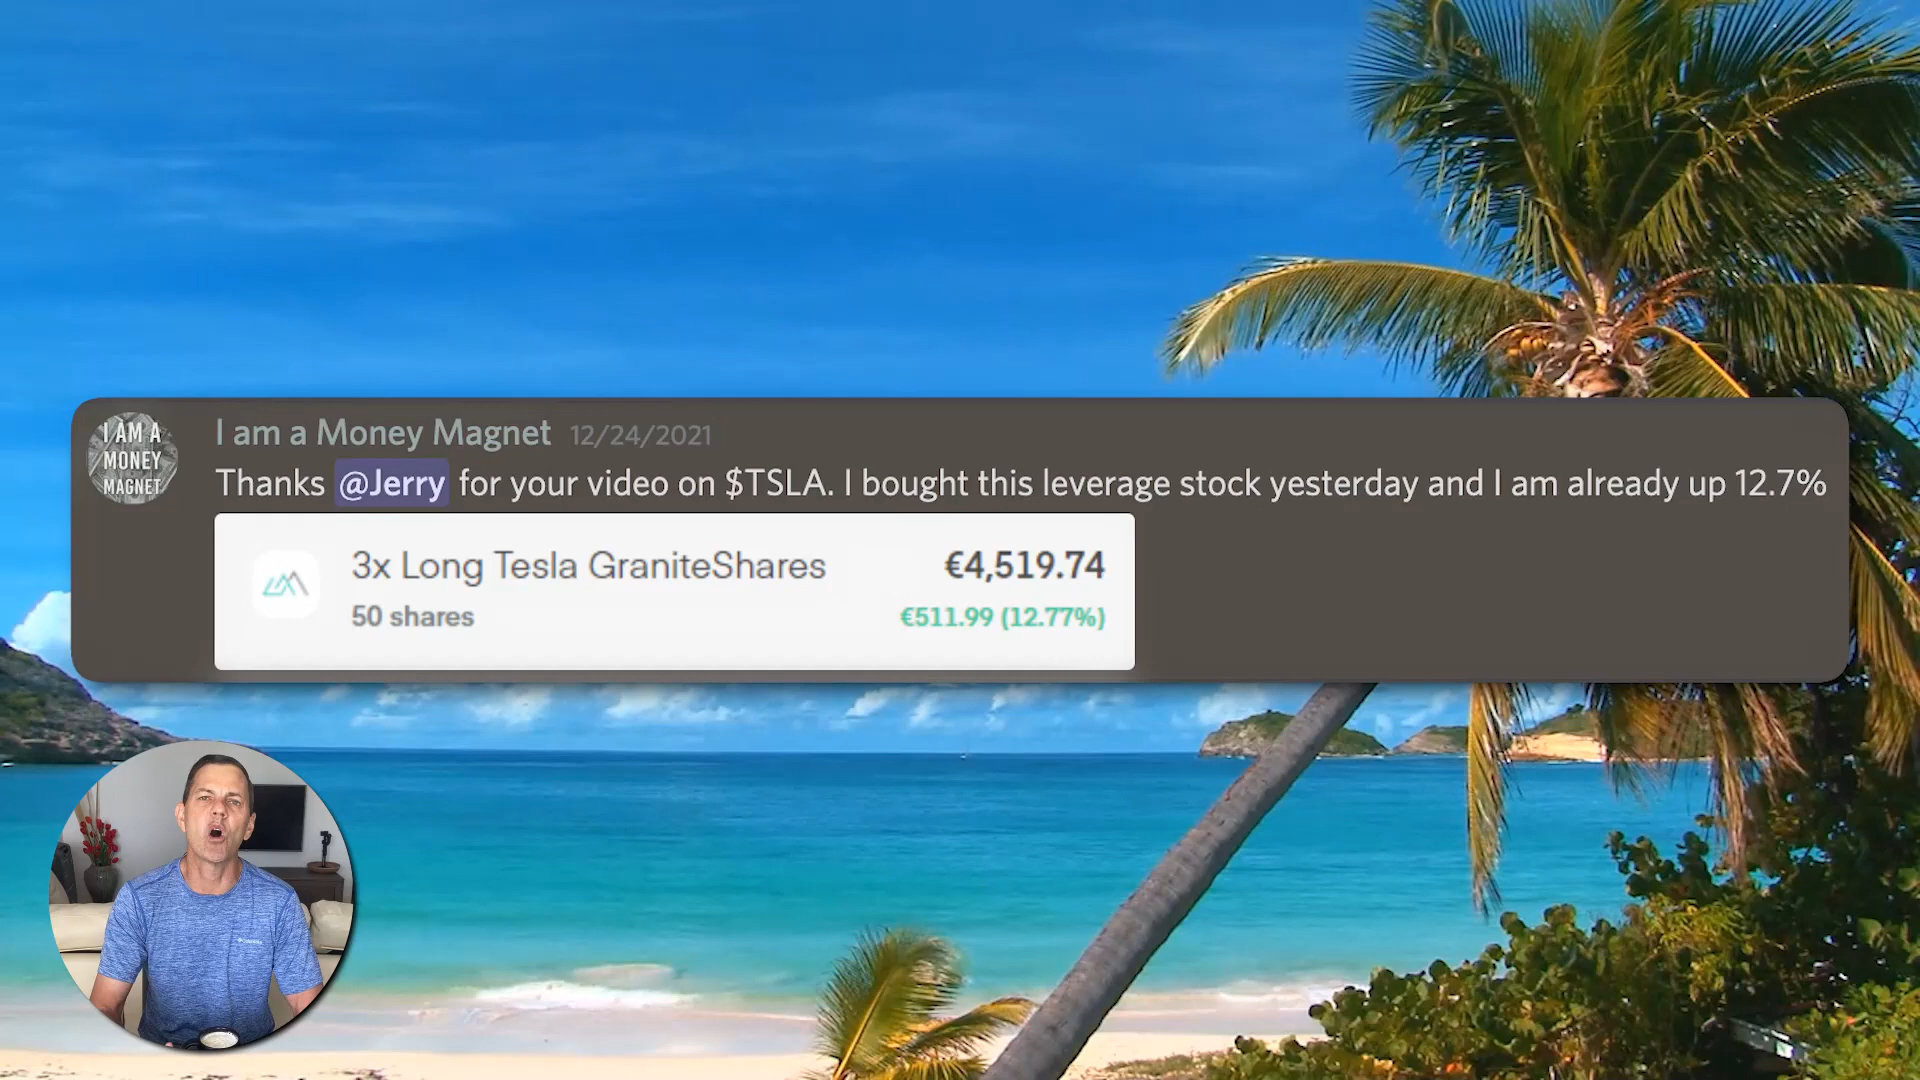 I AM A
MONEY
MAGNET
I am a Money Magnet 12/24/2021
Thanks @Jerry for your video on $TSLA. I bought this leverage stock yesterday and I am already up 12.7%
3x Long Tesla GraniteShares €4,519.74
50 shares €511.99 (12.77%)